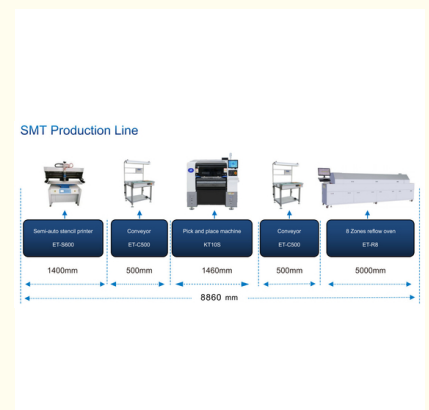 SMT Production Line
Semi-auto stencil printer
ET-S600
Conveyor
ET-C500
Pick and place machine
KT10S
Conveyor
ET-C500
8 Zones reflow oven
ET-R8
1400mm
500mm
1460mm
500mm
5000mm
8860 mm